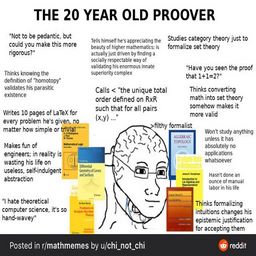 THE 20 YEAR OLD PROOVER
"Not to be pedantic, but
could you make this more
rigorous?"
Tells himself he's appreciating the
beauty of higher mathematics; is
actually just driven by finding a
socially respectable way of
validating his enormous innate
superiority complex
Studies category theory just to
formalize set theory
"Have you seen the proof
that 1+1=2?"
Thinks knowing the
definition of "homotopy"
validates his parasitic
existence
Calls < "the unique total
order defined on RxR
such that for all pairs
(x,y) ..."
Thinks converting
any math into set theory
somehow makes it
more valid
Writes 10 pages of LaTeX for
every problem he's given, no
matter how simple or trivial
filthy formalist
Makes fun of
engineers; in reality is
wasting his life on
useless, self-indulgent
abstraction
Won't study anything
unless it has
absolutely no
applications
whatsoever
Hasn't done an
ounce of manual
labor in his life
"I hate theoretical
computer science, it's so
hand-wavey"
Thinks formalizing
intuitions changes his
epistemic justification
for accepting them
ALGEBRAIC
TOPOLOGY
Posted in r/mathmemes by u/chi_not_chi
reddit